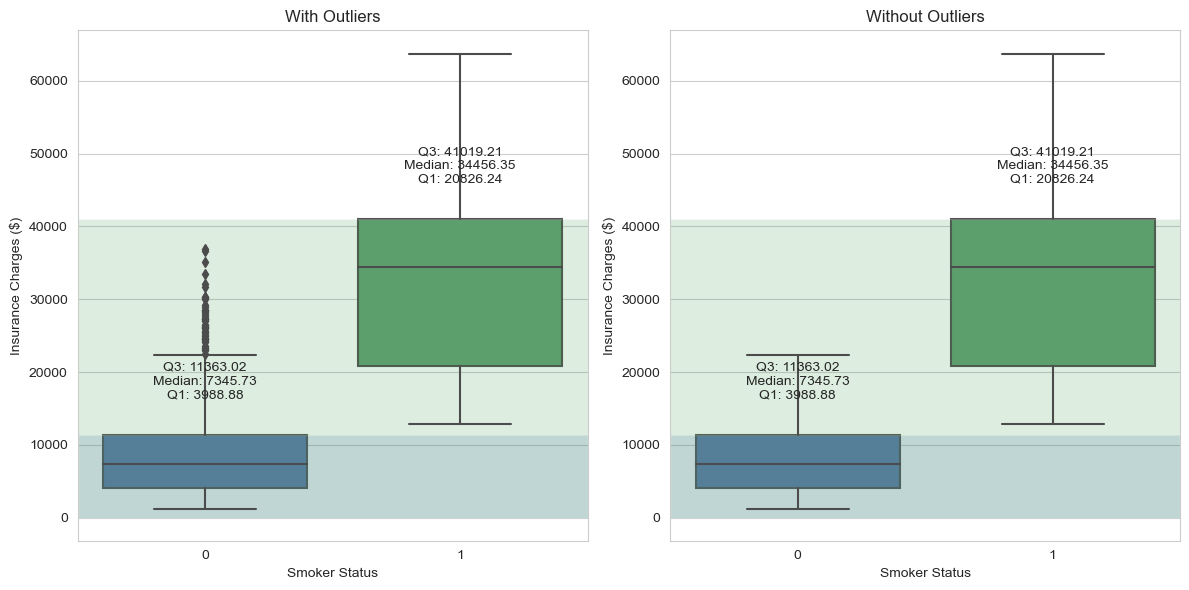 With Outliers
Insurance Charges ($)
60000
50000
40000
30000
20000
10000
0
Q3: 41019.21
Median: 34456.35
Q1: 20826.24
Q3: 11363.02
Median: 7345.73
Q1: 3988.88
0
1
Smoker Status
Without Outliers
Insurance Charges ($)
60000
50000
40000
30000
20000
10000
0
Q3: 41019.21
Median: 34456.35
Q1: 20826.24
Q3: 11363.02
Median: 7345.73
Q1: 3988.88
0
1
Smoker Status